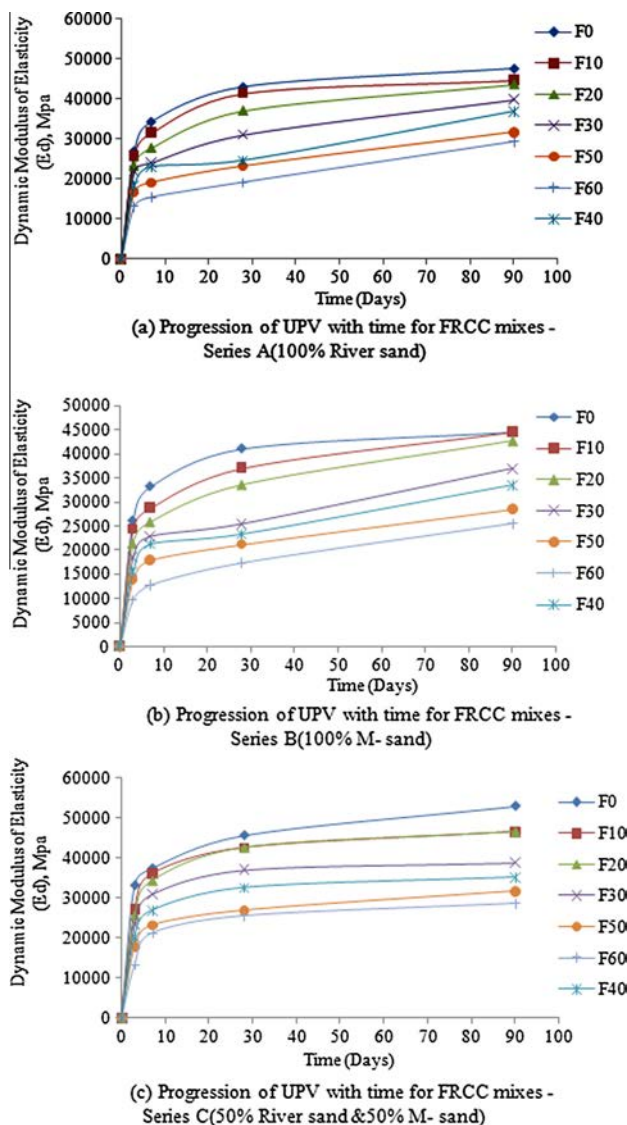 60000
50000
40000
30000
20000
10000
0
Dynamic Modulus of Elasticity
(Ed), Mpa
0 10 20 30 40 50 60 70 80 90 100
Time (Days)
F0
F10
F20
F30
F50
F60
F40
(a) Progression of UPV with time for FRCC mixes -
Series A(100% River sand)
50000
45000
40000
35000
30000
25000
20000
15000
10000
5000
0
Dynamic Modulus of Elasticity
(Ed), Mpa
0 10 20 30 40 50 60 70 80 90 100
Time (Days)
F0
F10
F20
F30
F50
F60
F40
(b) Progression of UPV with time for FRCC mixes -
Series B(100% M- sand)
60000
50000
40000
30000
20000
10000
0
Dynamic Modulus of Elasticity
(Ed), Mpa
0 10 20 30 40 50 60 70 80 90 100
Time (Days)
F0
F10
F20
F30
F50
F60
F40
(c) Progression of UPV with time for FRCC mixes -
Series C(50% River sand &50% M- sand)